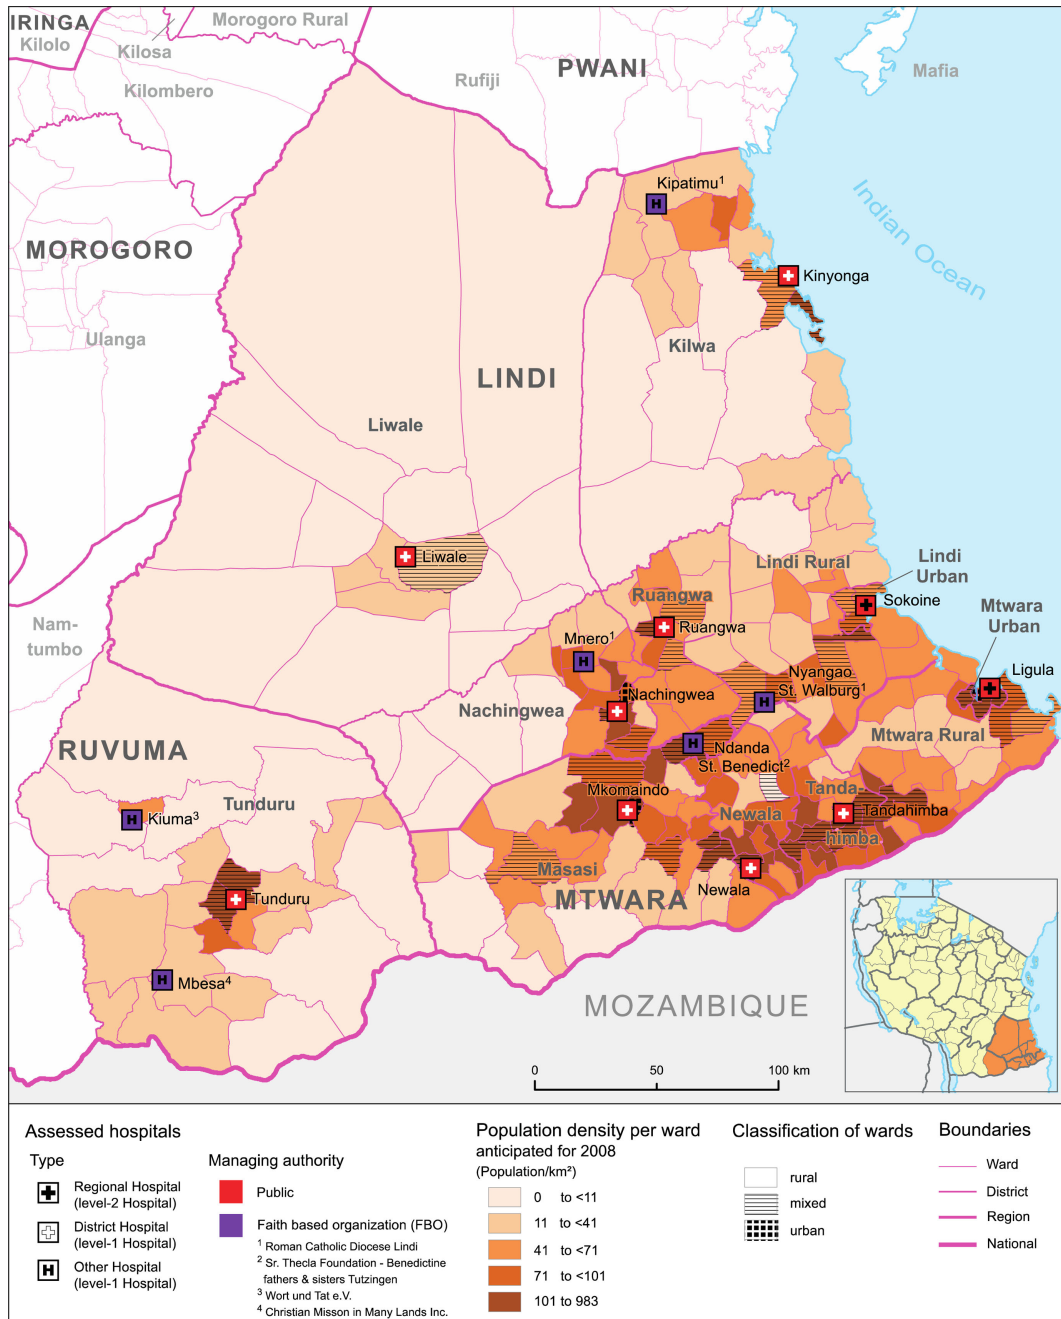 IRINGA
Kilolo
Morogoro Rural
Kilosa
Kilombero
Rufiji
PWANI
Mafia
Indian Ocean
MOROGORO
Ulanga
Kipatimu¹
Kinyonga
Kilwa
LINDI
Liwale
Liwale
Lindi Rural
Lindi
Urban
Sokoine
Mtwara
Urban
Ligula
Ruangwa
Ruangwa
Nam-
tumbo
Mnero¹
Nyangao
St. Walburg¹
Nachingwea
Nachingwea
Mtwara Rural
Ndanda
St. Benedict²
RUVUMA
Tunduru
Kiuma³
Mkomaindo
Newala
Tanda-
himba
Tandahimba
Masasi
MTWARA
Newala
Tunduru
Mbesa⁴
MOZAMBIQUE
0 50 100 km
Assessed hospitals
Type
Regional Hospital
(level-2 Hospital)
District Hospital
(level-1 Hospital)
H
Other Hospital
(level-1 Hospital)
Managing authority
Public
Faith based organization (FBO)
¹ Roman Catholic Diocese Lindi
² Sr. Thecla Foundation - Benedictine
fathers & sisters Tutzingen
³ Wort und Tat e.V.
⁴ Christian Misson in Many Lands Inc.
Population density per ward
anticipated for 2008
(Population/km²)
0 to <11
11 to <41
41 to <71
71 to <101
101 to 983
Classification of wards
rural
mixed
urban
Boundaries
Ward
District
Region
National